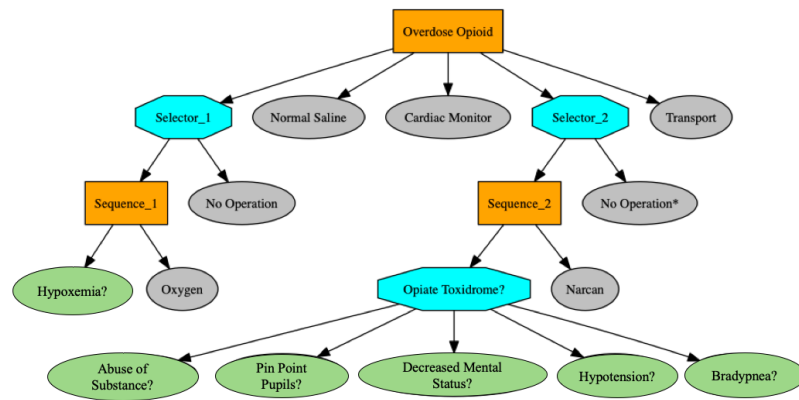 Overdose Opioid
Selector_1
Normal Saline
Cardiac Monitor
Selector_2
Transport
Sequence_1
No Operation
Sequence_2
No Operation*
Hypoxemia?
Oxygen
Opiate Toxidrome?
Narcan
Abuse of
Substance?
Pin Point
Pupils?
Decreased Mental
Status?
Hypotension?
Bradypnea?